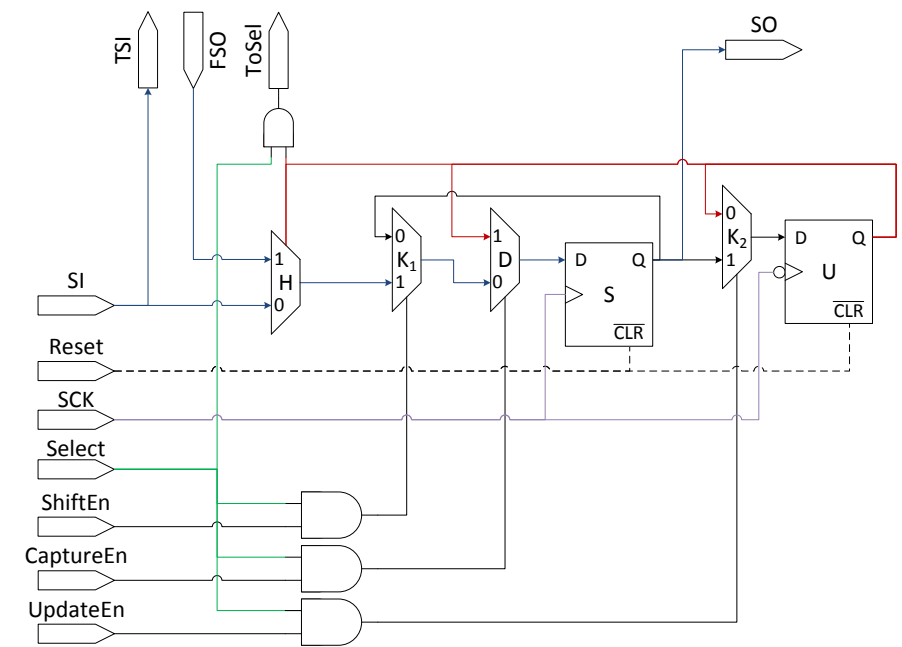 TSI
FSO
ToSel
SO
SI
1
H
0
0
K1
1
1
D
0
D
Q
S
CLR
0
K2
1
D
Q
U
CLR
Reset
SCK
Select
ShiftEn
CaptureEn
UpdateEn